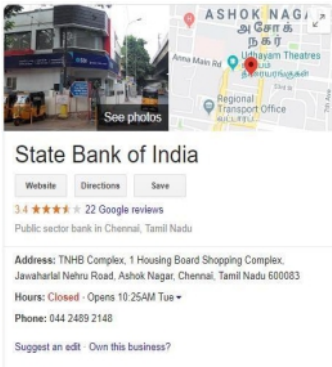 ASHOK NAGA
அசோக்
நகர்
Udhayam Theatres
Anna Main Rd
திரையரங்குகள்
Regional
Transport Office
See photos
State Bank of India
Website Directions Save
3.4 22 Google reviews
Public sector bank in Chennai, Tamil Nadu
Address: TNHB Complex, 1 Housing Board Shopping Complex,
Jawaharlal Nehru Road, Ashok Nagar, Chennai, Tamil Nadu 600083
Hours: Closed · Opens 10:25AM Tue
Phone: 044 2489 2148
Suggest an edit · Own this business?